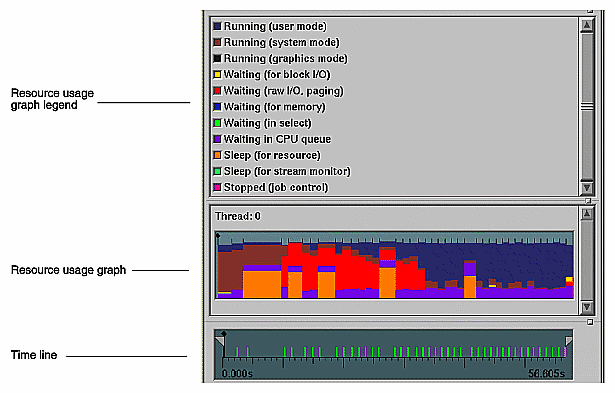 Running (user mode)
Running (system mode)
Running (graphics mode)
Waiting (for block I/O)
Waiting (raw I/O, paging)
Waiting (for memory)
Waiting (in select)
Waiting in CPU queue
Sleep (for resource)
Sleep (for stream monitor)
Stopped (job control)
Resource usage
graph legend
Thread: 0
Resource usage graph
Time line
0.000s
56.605s